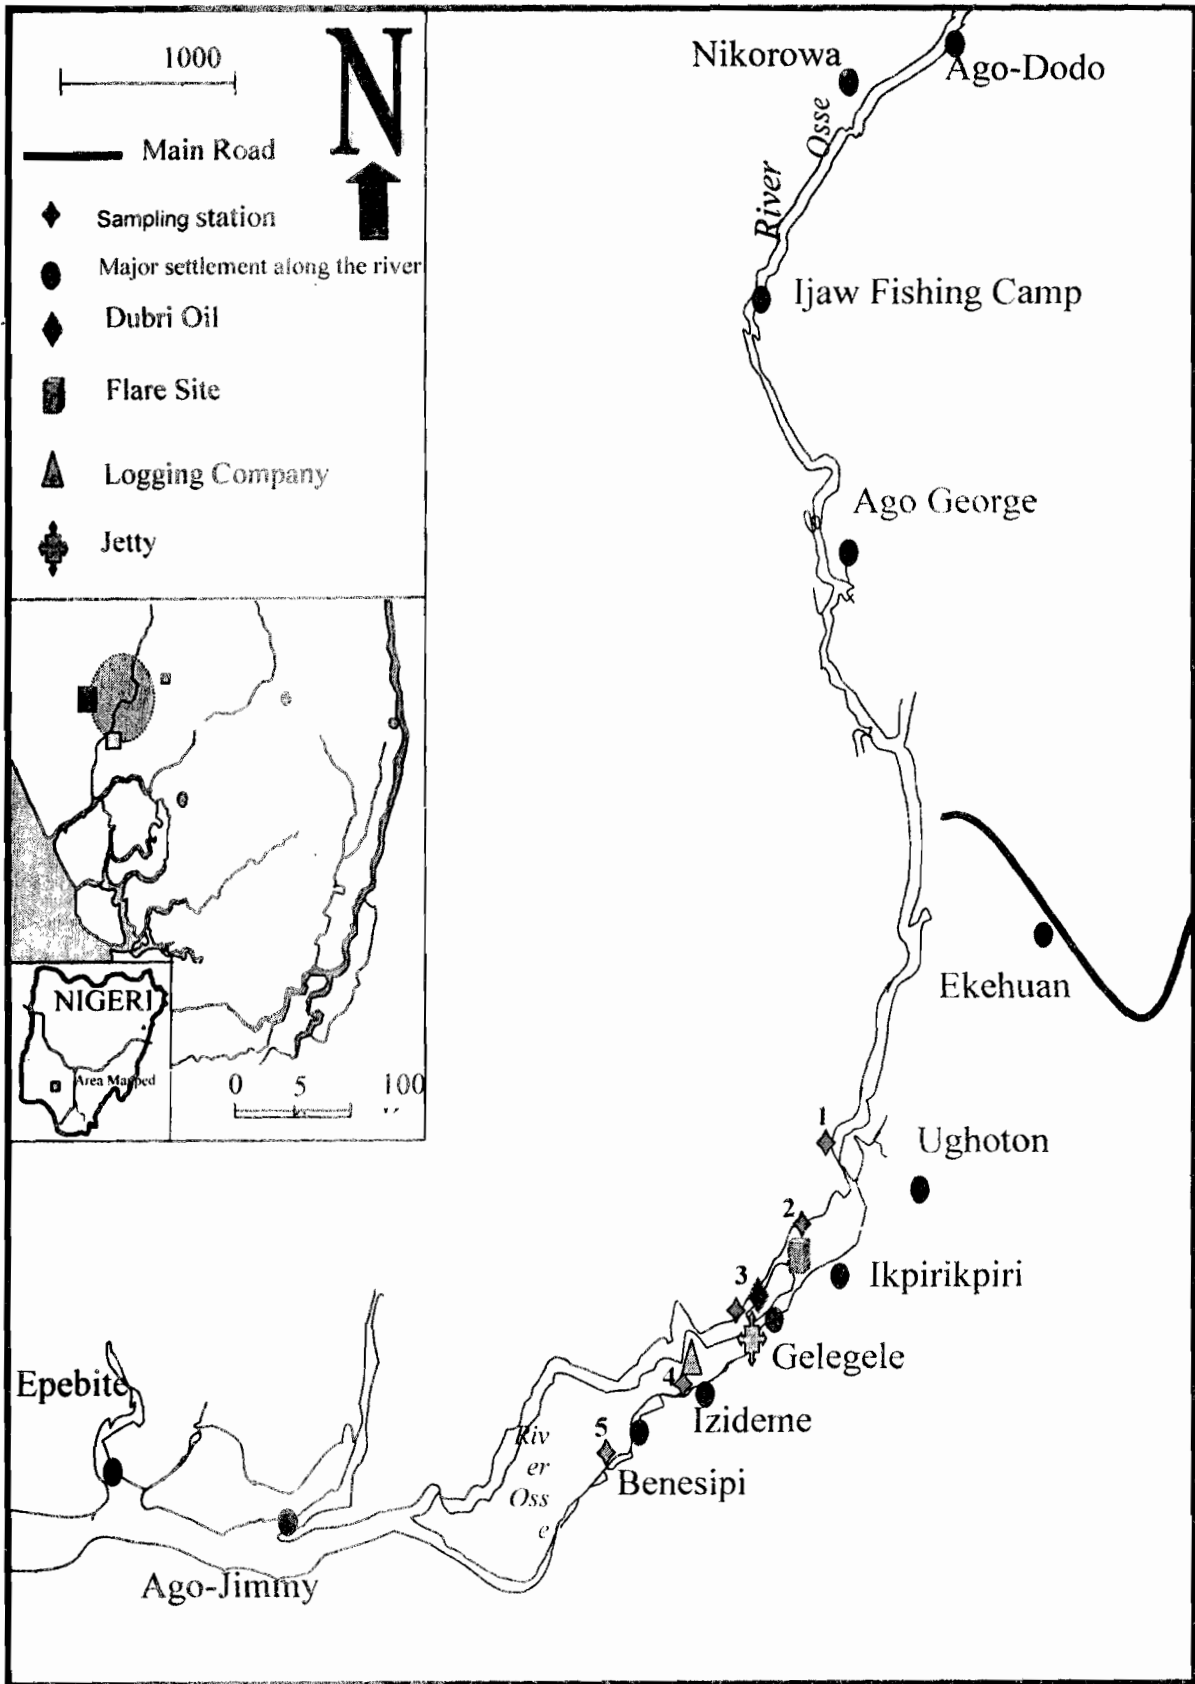 1000
N
Main Road
Sampling station
Major settlement along the river
Dubri Oil
Flare Site
Logging Company
Jetty
NIGERI
Area Mapped
0 5 100
Nikorowa
Ago-Dodo
River Osse
Ijaw Fishing Camp
Ago George
Ekehuan
1
Ughoton
2
Ikpirikpiri
3
Gelegele
4
Izideme
5
Benesipi
Riv
er
Oss
e
Epebite
Ago-Jimmy